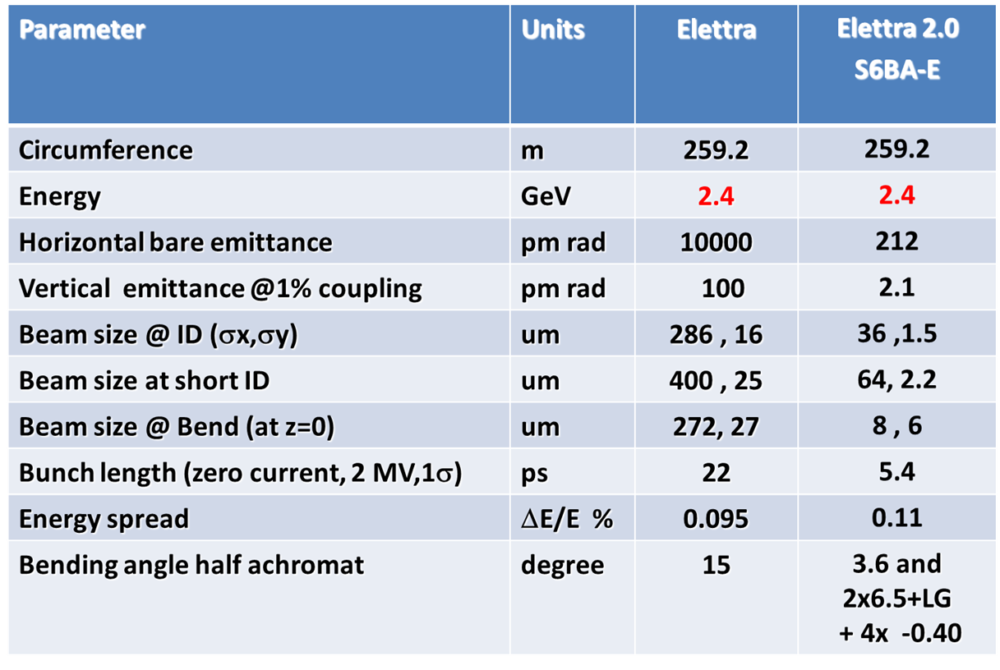 Parameter Units Elettra Elettra 2.0
S6BA-E
Circumference m 259.2 259.2
Energy GeV 2.4 2.4
Horizontal bare emittance pm rad 10000 212
Vertical emittance @1% coupling pm rad 100 2.1
Beam size @ ID (σx,σy) um 286 , 16 36 ,1.5
Beam size at short ID um 400 , 25 64, 2.2
Beam size @ Bend (at z=0) um 272, 27 8 , 6
Bunch length (zero current, 2 MV,1σ) ps 22 5.4
Energy spread ΔE/E % 0.095 0.11
Bending angle half achromat degree 15 3.6 and
2x6.5+LG
+ 4x -0.40